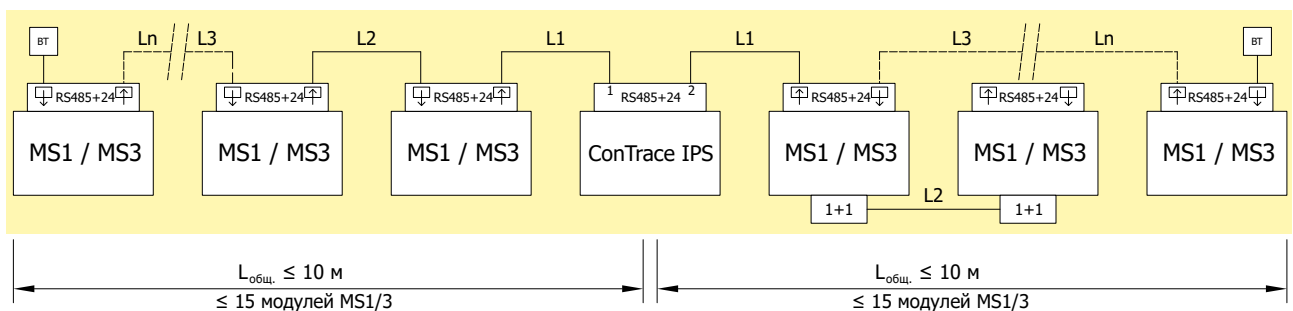 BT Ln L3 L2 L1 L1 L3 Ln BT
RS485+24 RS485+24 RS485+24 1 RS485+24 2 RS485+24 RS485+24 RS485+24
MS1 / MS3 MS1 / MS3 MS1 / MS3 ConTrace IPS MS1 / MS3 MS1 / MS3 MS1 / MS3
1+1 L2 1+1
Lобщ. ≤ 10 м Lобщ. ≤ 10 м
≤ 15 модулей MS1/3 ≤ 15 модулей MS1/3